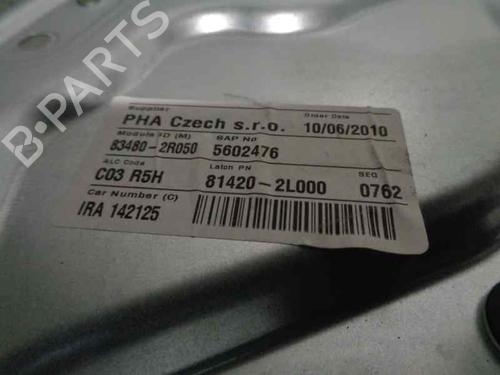 Supplier
Order Date
PHA Czech s.r.o. 10/06/2010
Module ID (M) SAP No
83480-2R050 5602476
ALC Code Latch PN SEQ
C03 R5H 81420-2L000 0762
Car Number (C)
IRA 142125
B-PARTS